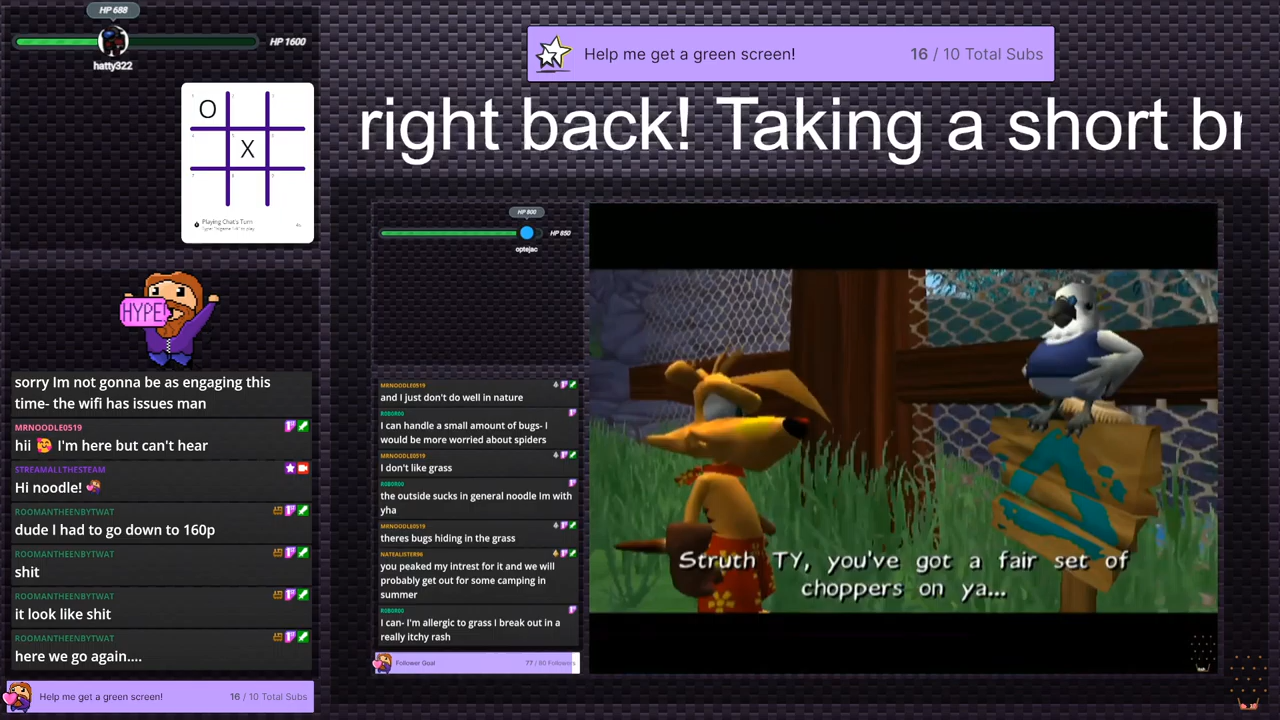 HP 688
HP 1600
hatty322
Help me get a green screen!
16 / 10 Total Subs
right back! Taking a short br
O
X
Playing Chat's Turn
HYPE!
sorry Im not gonna be as engaging this
time- the wifi has issues man
MRNOODLE0519
hii I'm here but can't hear
STREAMALLTHESTEAM
Hi noodle!
ROOMANTHEENBYTWAT
dude I had to go down to 160p
ROOMANTHEENBYTWAT
shit
ROOMANTHEENBYTWAT
it look like shit
ROOMANTHEENBYTWAT
here we go again....
Help me get a green screen!
16 / 10 Total Subs
HP 800
HP 850
optejac
MRNOODLE0519
and I just don't do well in nature
I can handle a small amount of bugs- I
would be more worried about spiders
MRNOODLE0519
I don't like grass
the outside sucks in general noodle Im with
yha
MRNOODLE0519
theres bugs hiding in the grass
NATEALISTER96
you peaked my intrest for it and we will
probably get out for some camping in
summer
I can- I'm allergic to grass I break out in a
really itchy rash
Follower Goal
77 / 80 Followers
Struth TY, you've got a fair set of
choppers on ya...